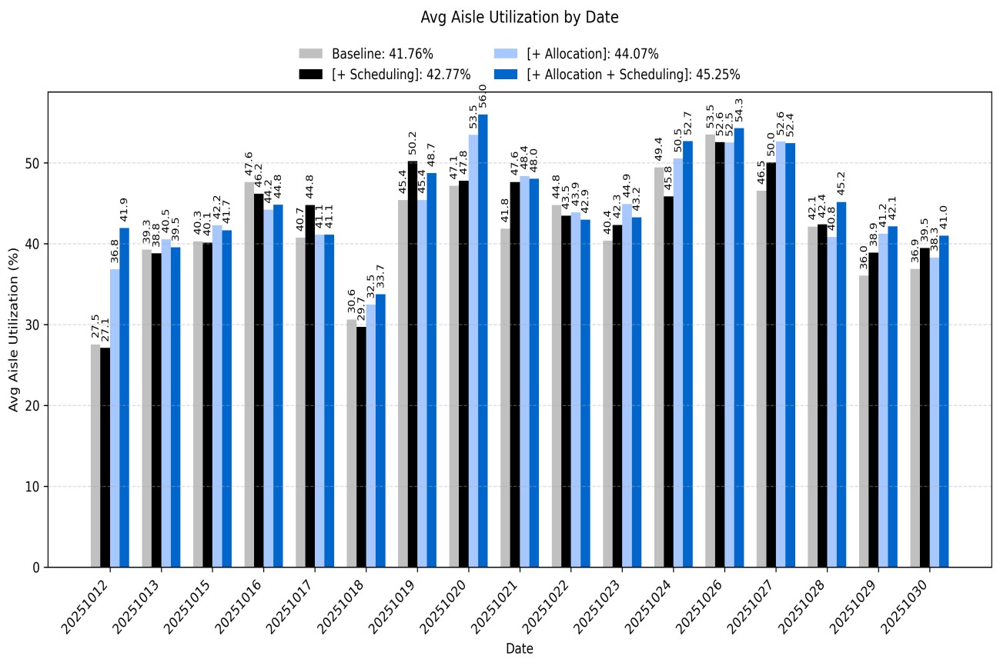 Avg Aisle Utilization by Date
Baseline: 41.76%
[+ Scheduling]: 42.77%
[+ Allocation]: 44.07%
[+ Allocation + Scheduling]: 45.25%
Avg Aisle Utilization (%)
50
40
30
20
10
0
27.5 27.1 36.8 41.9
39.3 38.8 40.5 39.5
40.3 40.1 42.2 41.7
47.6 46.2 44.2 44.8
40.7 44.8 41.1 41.1
30.6 29.7 32.5 33.7
45.4 50.2 45.4 48.7
47.1 47.8 53.5 56.0
41.8 47.6 48.4 48.0
44.8 43.5 43.9 42.9
40.4 42.3 44.9 43.2
49.4 45.8 50.5 52.7
53.5 52.6 52.5 54.3
46.5 50.0 52.6 52.4
42.1 42.4 40.8 45.2
36.0 38.9 41.2 42.1
36.9 39.5 38.3 41.0
20251012
20251013
20251015
20251016
20251017
20251018
20251019
20251020
20251021
20251022
20251023
20251024
20251026
20251027
20251028
20251029
20251030
Date